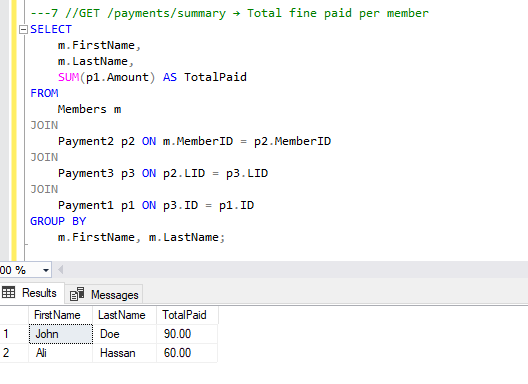 ---7 //GET /payments/summary → Total fine paid per member
SELECT
m.FirstName,
m.LastName,
SUM(p1.Amount) AS TotalPaid
FROM
Members m
JOIN
Payment2 p2 ON m.MemberID = p2.MemberID
JOIN
Payment3 p3 ON p2.LID = p3.LID
JOIN
Payment1 p1 ON p3.ID = p1.ID
GROUP BY
m.FirstName, m.LastName;
00 %
Results Messages
FirstName LastName TotalPaid
1 John Doe 90.00
2 Ali Hassan 60.00